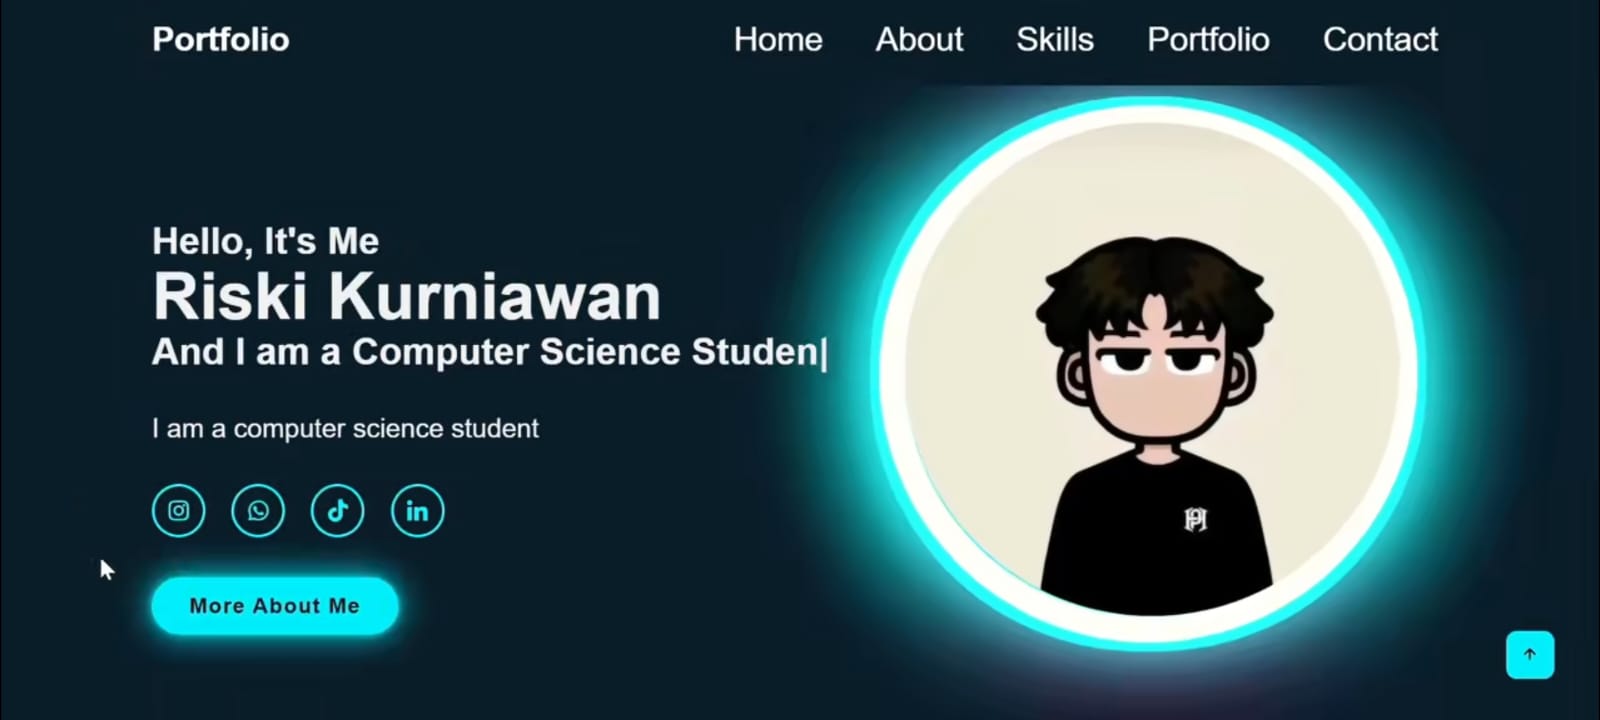 Portfolio
Home About Skills Portfolio Contact
Hello, It's Me
Riski Kurniawan
And I am a Computer Science Studen|
I am a computer science student
More About Me